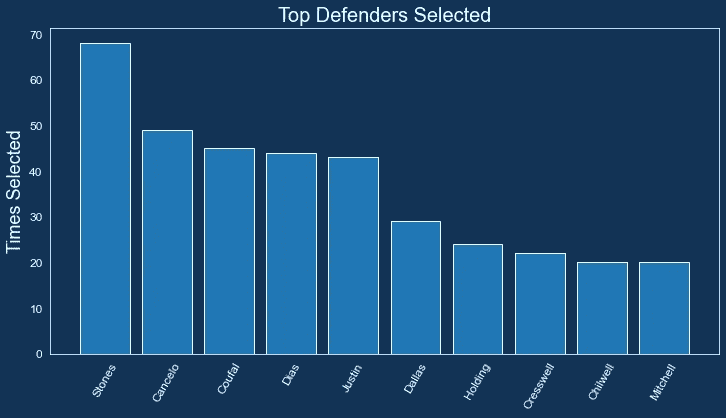 Top Defenders Selected
Times Selected
70
60
50
40
30
20
10
0
Stones
Cancelo
Coufal
Dias
Justin
Dallas
Holding
Cresswell
Chilwell
Mitchell